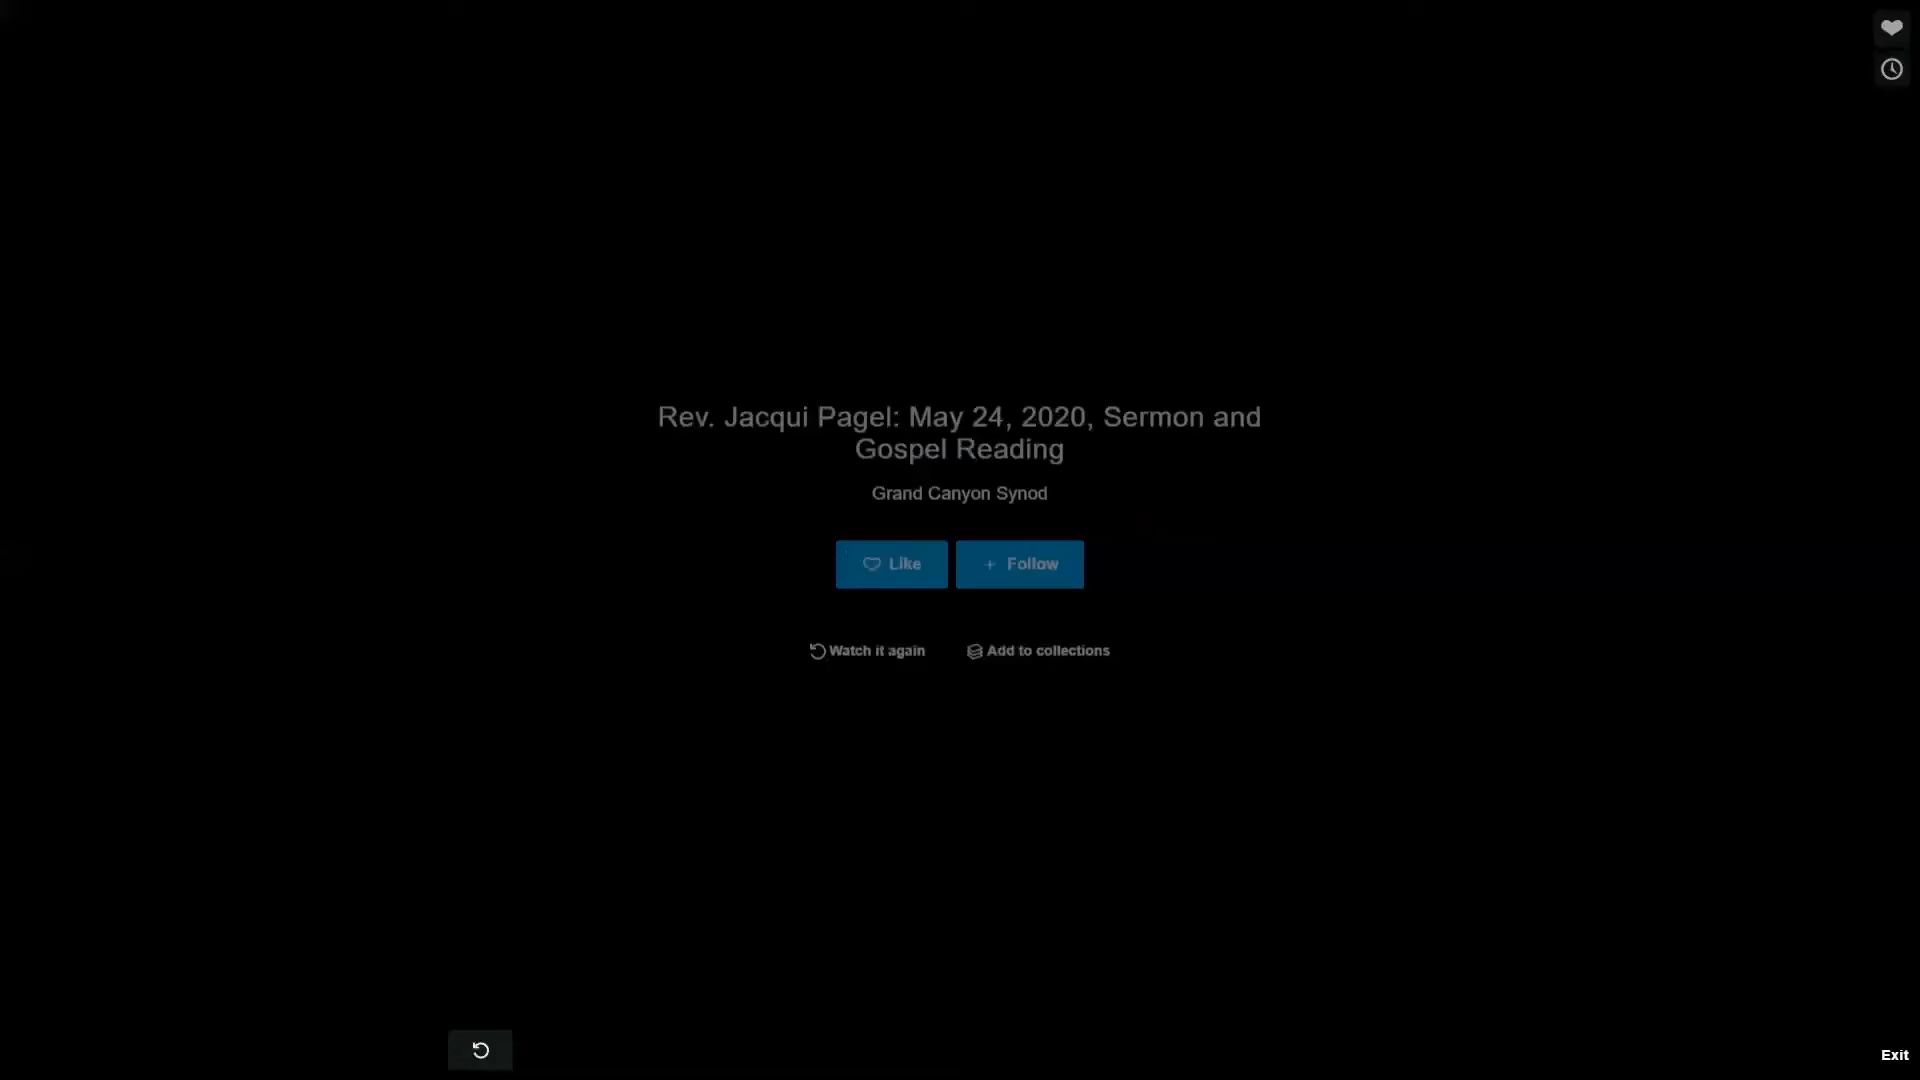 Rev. Jacqui Pagel: May 24, 2020, Sermon and
Gospel Reading
Grand Canyon Synod
Like
+ Follow
Watch it again
Add to collections
Exit